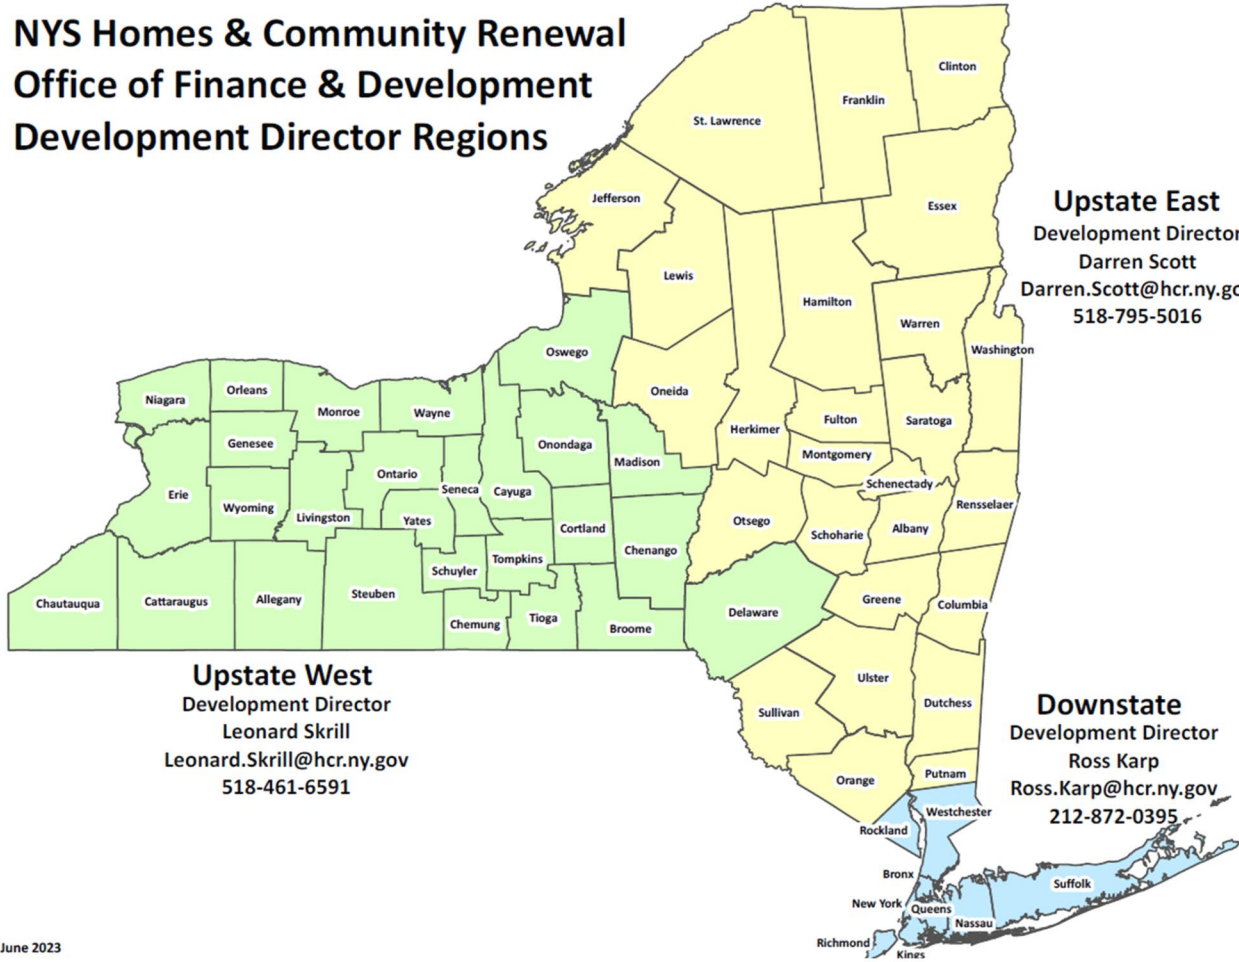 NYS Homes & Community Renewal
Office of Finance & Development
Development Director Regions
Clinton
Franklin
St. Lawrence
Jefferson
Essex
Lewis
Hamilton
Warren
Washington
Oswego
Oneida
Herkimer
Fulton
Saratoga
Montgomery
Schenectady
Niagara
Orleans
Monroe
Wayne
Genesee
Onondaga
Madison
Ontario
Seneca
Cayuga
Erie
Wyoming
Livingston
Yates
Cortland
Chenango
Otsego
Schoharie
Albany
Rensselaer
Chautauqua
Cattaraugus
Allegany
Steuben
Schuyler
Tompkins
Chemung
Tioga
Broome
Delaware
Greene
Columbia
Ulster
Sullivan
Dutchess
Orange
Putnam
Westchester
Rockland
Bronx
New York
Queens
Nassau
Suffolk
Richmond
Kings
Upstate East
Development Director
Darren Scott
Darren.Scott@hcr.ny.go
518-795-5016
Upstate West
Development Director
Leonard Skrill
Leonard.Skrill@hcr.ny.gov
518-461-6591
Downstate
Development Director
Ross Karp
Ross.Karp@hcr.ny.gov
212-872-0395
June 2023